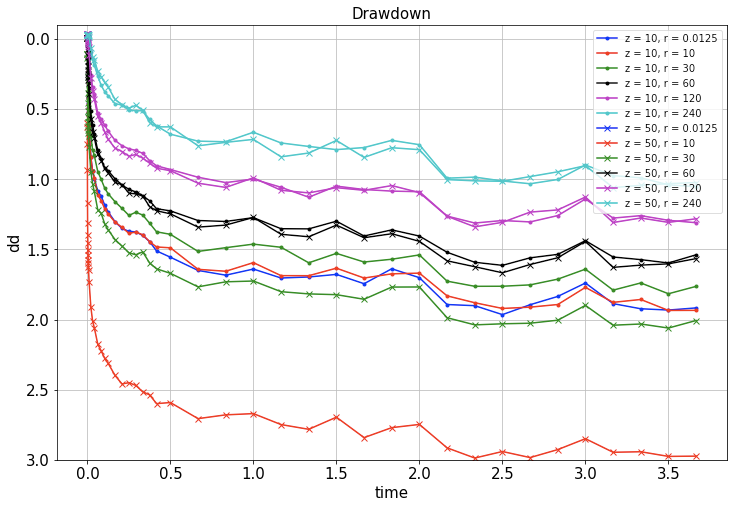 Drawdown
z = 10, r = 0.0125
z = 10, r = 10
z = 10, r = 30
z = 10, r = 60
z = 10, r = 120
z = 10, r = 240
z = 50, r = 0.0125
z = 50, r = 10
z = 50, r = 30
z = 50, r = 60
z = 50, r = 120
z = 50, r = 240
dd
0.0
0.5
1.0
1.5
2.0
2.5
3.0
0.0 0.5 1.0 1.5 2.0 2.5 3.0 3.5
time